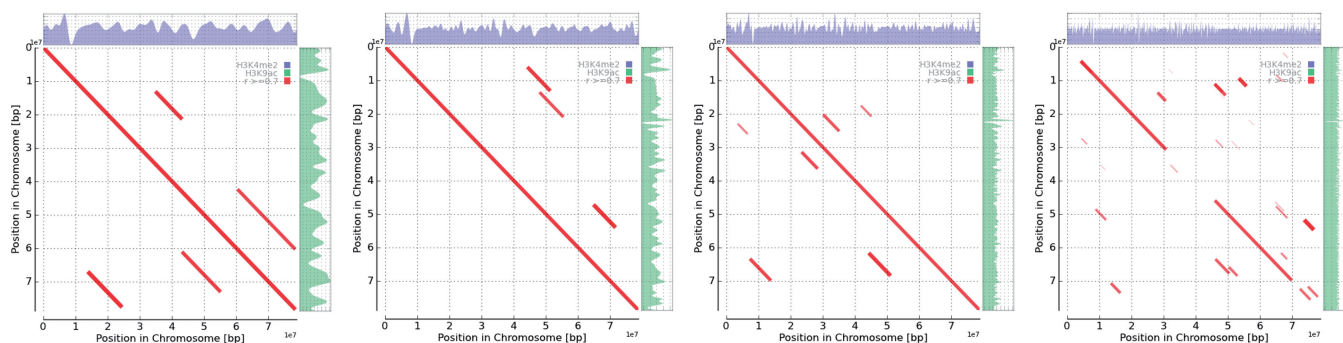 1e7
0
1
2
3
4
5
6
7
Position in Chromosome [bp]
H3K4me2
H3K9ac
r >=0.7
0 1 2 3 4 5 6 7
1e7
Position in Chromosome [bp]
1e7
0
1
2
3
4
5
6
7
Position in Chromosome [bp]
H3K4me2
H3K9ac
r >=0.7
0 1 2 3 4 5 6 7
1e7
Position in Chromosome [bp]
1e7
0
1
2
3
4
5
6
7
Position in Chromosome [bp]
H3K4me2
H3K9ac
r >=0.7
0 1 2 3 4 5 6 7
1e7
Position in Chromosome [bp]
1e7
0
1
2
3
4
5
6
7
Position in Chromosome [bp]
H3K4me2
H3K9ac
r >=0.7
0 1 2 3 4 5 6 7
1e7
Position in Chromosome [bp]